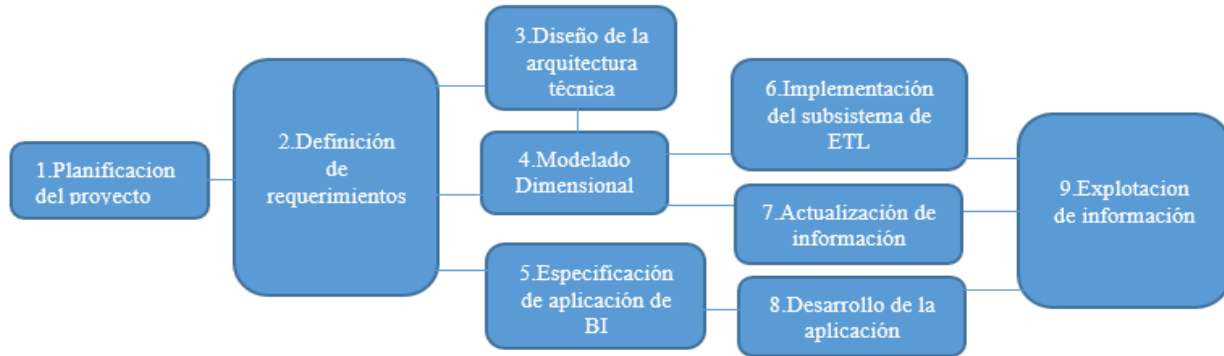 1.Planificacion
del proyecto
2.Definición
de
requerimientos
3.Diseño de la
arquitectura
técnica
4.Modelado
Dimensional
5.Especificación
de aplicación de
BI
6.Implementación
del subsistema de
ETL
7.Actualización de
información
8.Desarrollo de la
aplicación
9.Explotacion
de información